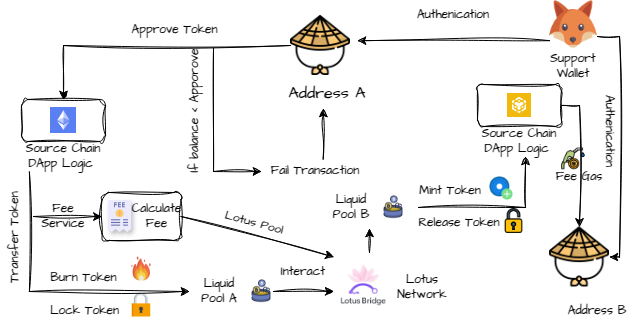 Authenication
Approve Token
Support
Wallet
If balance < Apporove
Address A
Source Chain
DApp Logic
Source Chain
DApp Logic
Authenication
Fail Transaction
Fee Gas
Mint Token
Transfer Token
Fee
Service
FEE
Calculate
Fee
Lotus Pool
Liquid
Pool B
Release Token
Burn Token
Interact
Liquid
Pool A
Lotus Bridge
Lotus
Network
Lock Token
Address B